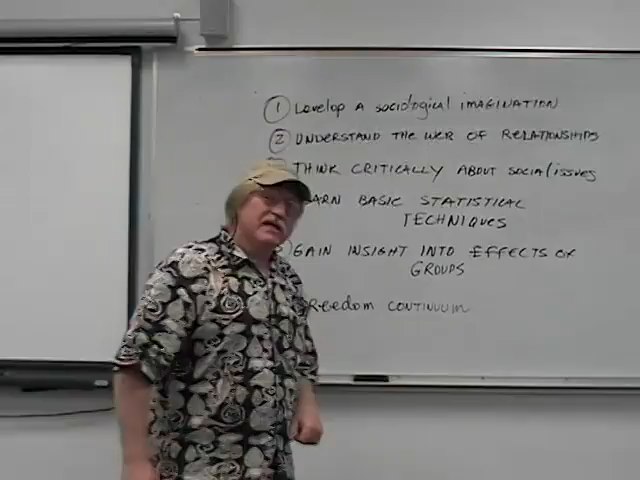 1 Develop A sociological IMAGINATION
2 UNDERSTAND THE WEB OF RELATIONSHIPS
THINK CRITICALLY ABOUT social issues
ARN BASIC STATISTICAL
TECHNIQUES
GAIN INSIGHT INTO EFFECTS OF
GROUPS
Reedom CONTINUUM